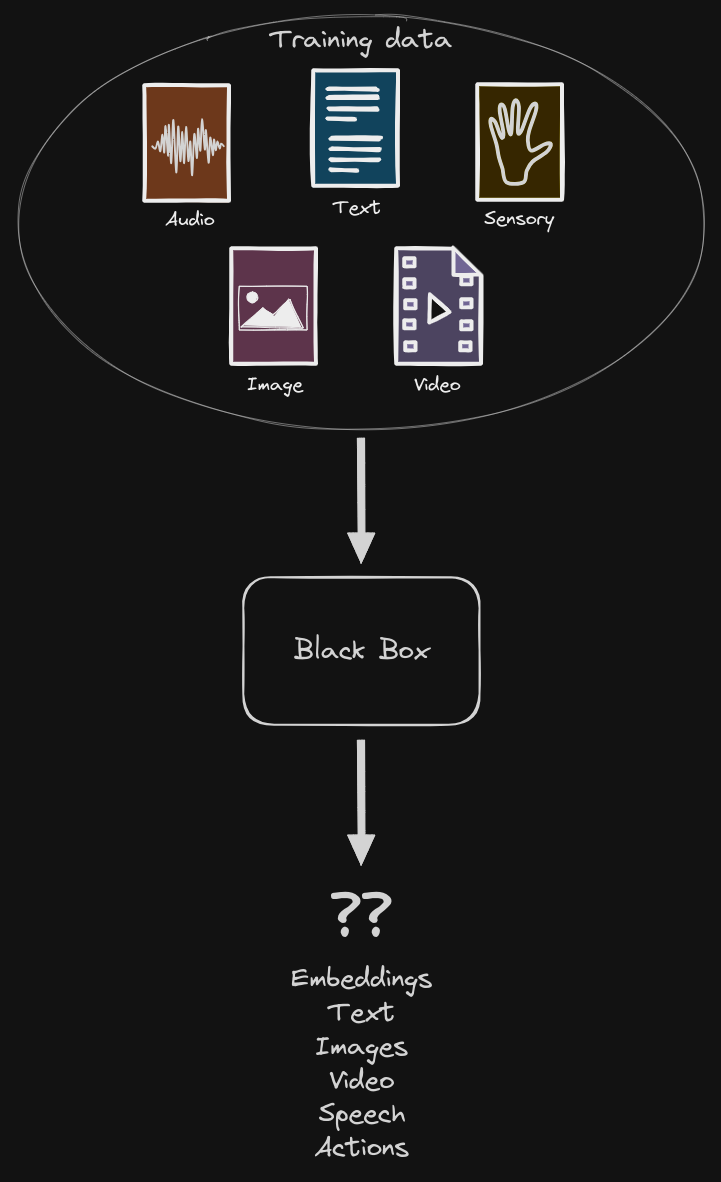 Training data
Audio
Text
Sensory
Image
Video
Black Box
??
Embeddings
Text
Images
Video
Speech
Actions